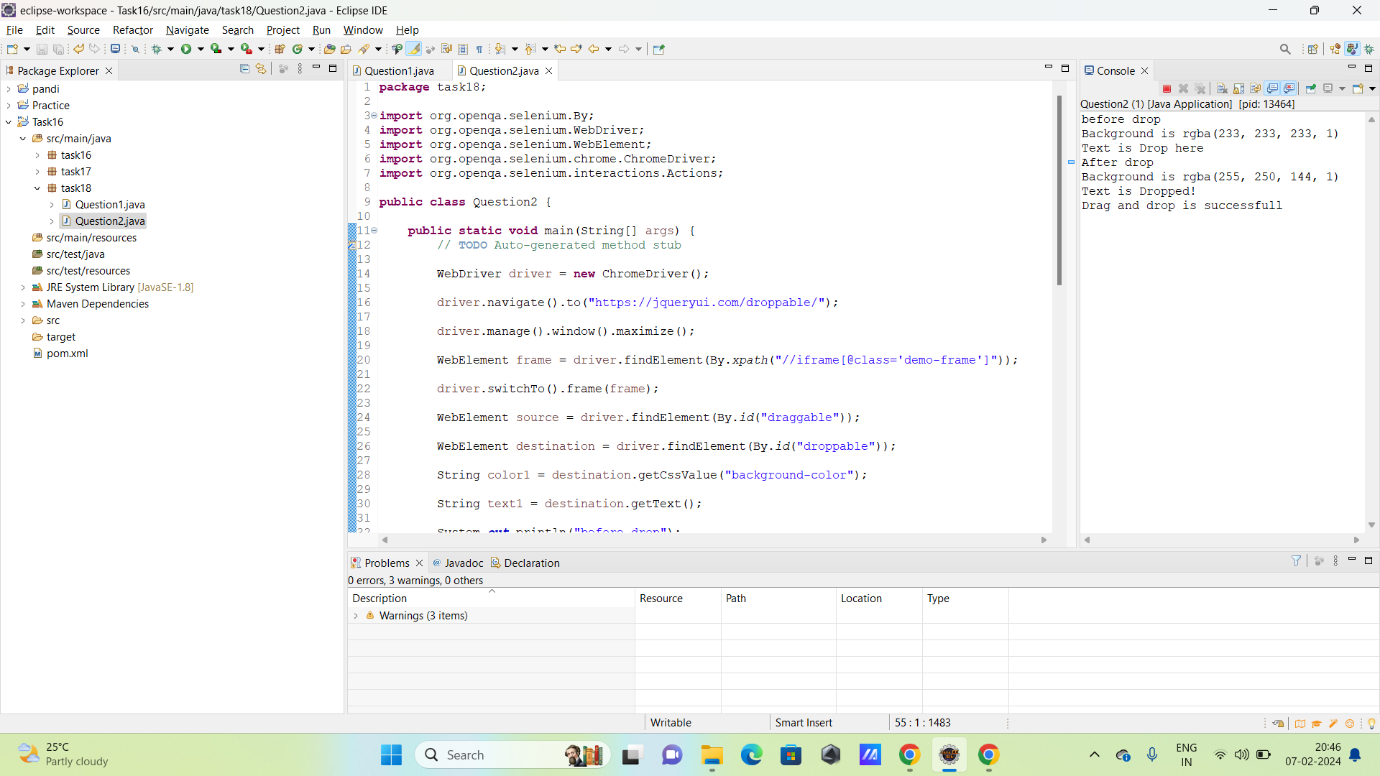 eclipse-workspace - Task16/src/main/java/task18/Question2.java - Eclipse IDE
File Edit Source Refactor Navigate Search Project Run Window Help
Package Explorer
pandi
Practice
Task16
src/main/java
task16
task17
task18
Question1.java
Question2.java
src/main/resources
src/test/java
src/test/resources
JRE System Library [JavaSE-1.8]
Maven Dependencies
src
target
pom.xml
Question1.java Question2.java
1 package task18;
2
3 import org.openqa.selenium.By;
4 import org.openqa.selenium.WebDriver;
5 import org.openqa.selenium.WebElement;
6 import org.openqa.selenium.chrome.ChromeDriver;
7 import org.openqa.selenium.interactions.Actions;
8
9 public class Question2 {
10
11 public static void main(String[] args) {
12 // TODO Auto-generated method stub
13
14 WebDriver driver = new ChromeDriver();
15
16 driver.navigate().to("https://jqueryui.com/droppable/");
17
18 driver.manage().window().maximize();
19
20 WebElement frame = driver.findElement(By.xpath("//iframe[@class='demo-frame']"));
21
22 driver.switchTo().frame(frame);
23
24 WebElement source = driver.findElement(By.id("draggable"));
25
26 WebElement destination = driver.findElement(By.id("droppable"));
27
28 String color1 = destination.getCssValue("background-color");
29
30 String text1 = destination.getText();
31
32 System.out.println("before drop");
Console
Question2 (1) [Java Application] [pid: 13464]
before drop
Background is rgba(233, 233, 233, 1)
Text is Drop here
After drop
Background is rgba(255, 250, 144, 1)
Text is Dropped!
Drag and drop is successfull
Problems Javadoc Declaration
0 errors, 3 warnings, 0 others
Description Resource Path Location Type
Warnings (3 items)
Writable Smart Insert 55 : 1 : 1483
25°C
Partly cloudy
Search
ENG
IN
20:46
07-02-2024